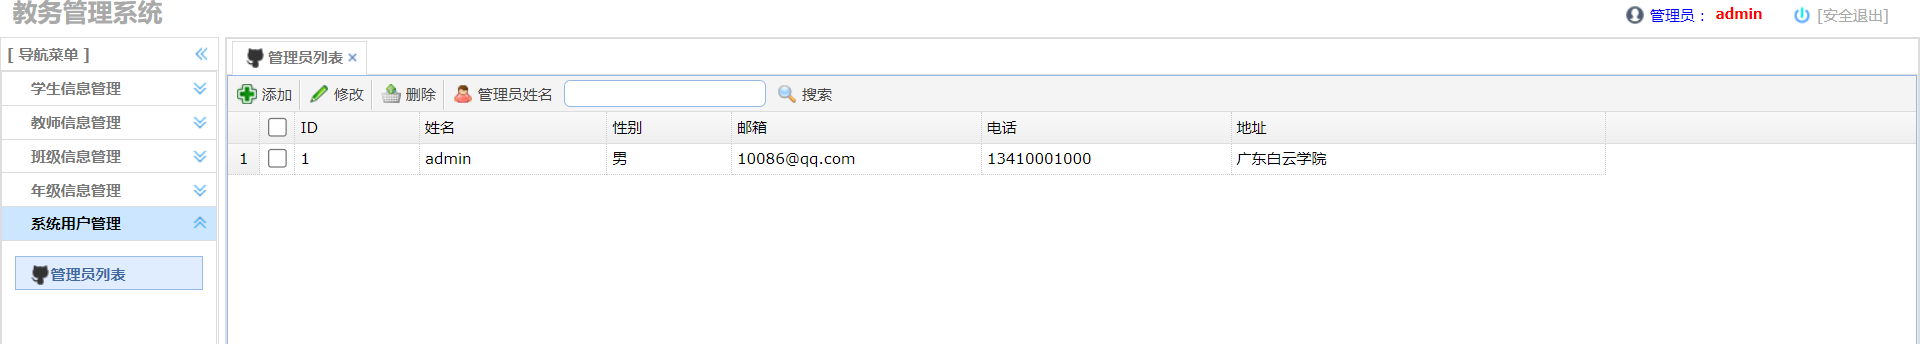 教务管理系统
管理员： admin [安全退出]
[ 导航菜单 ]
学生信息管理
教师信息管理
班级信息管理
年级信息管理
系统用户管理
管理员列表
管理员列表
添加 修改 删除 管理员姓名 搜索
ID 姓名 性别 邮箱 电话 地址
1 1 admin 男 10086@qq.com 13410001000 广东白云学院